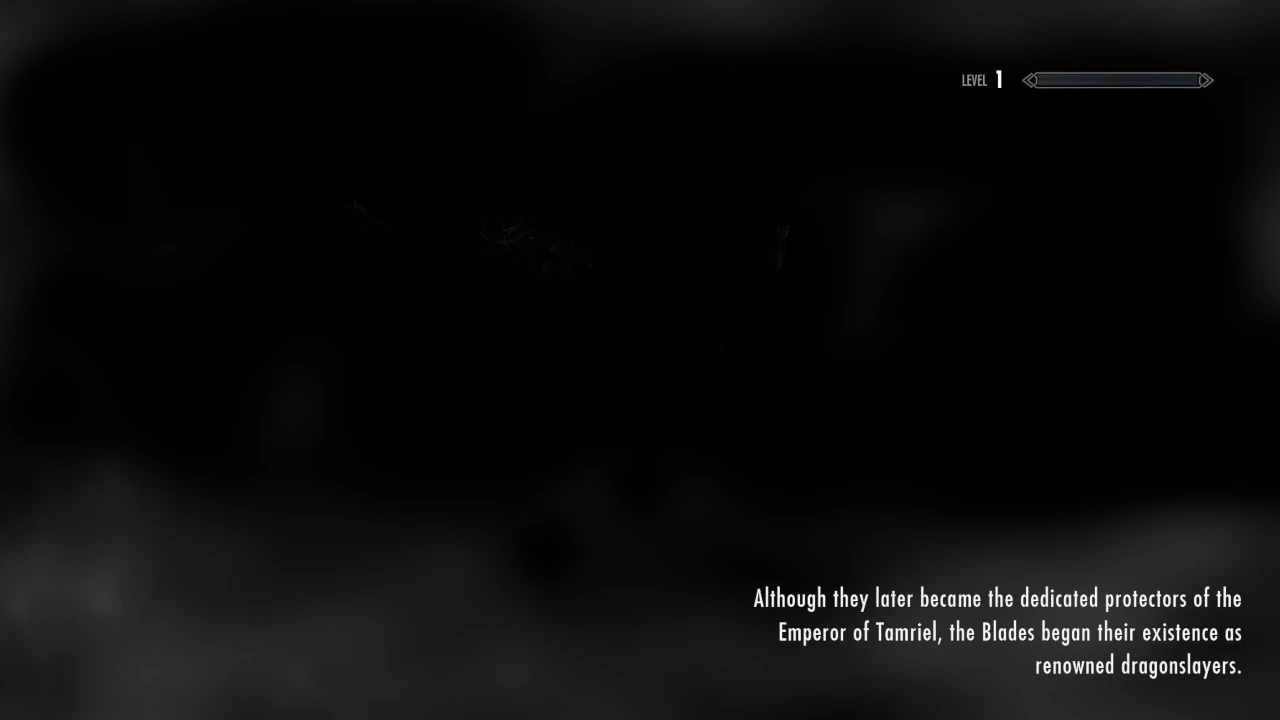 LEVEL 1
Although they later became the dedicated protectors of the
Emperor of Tamriel, the Blades began their existence as
renowned dragonslayers.